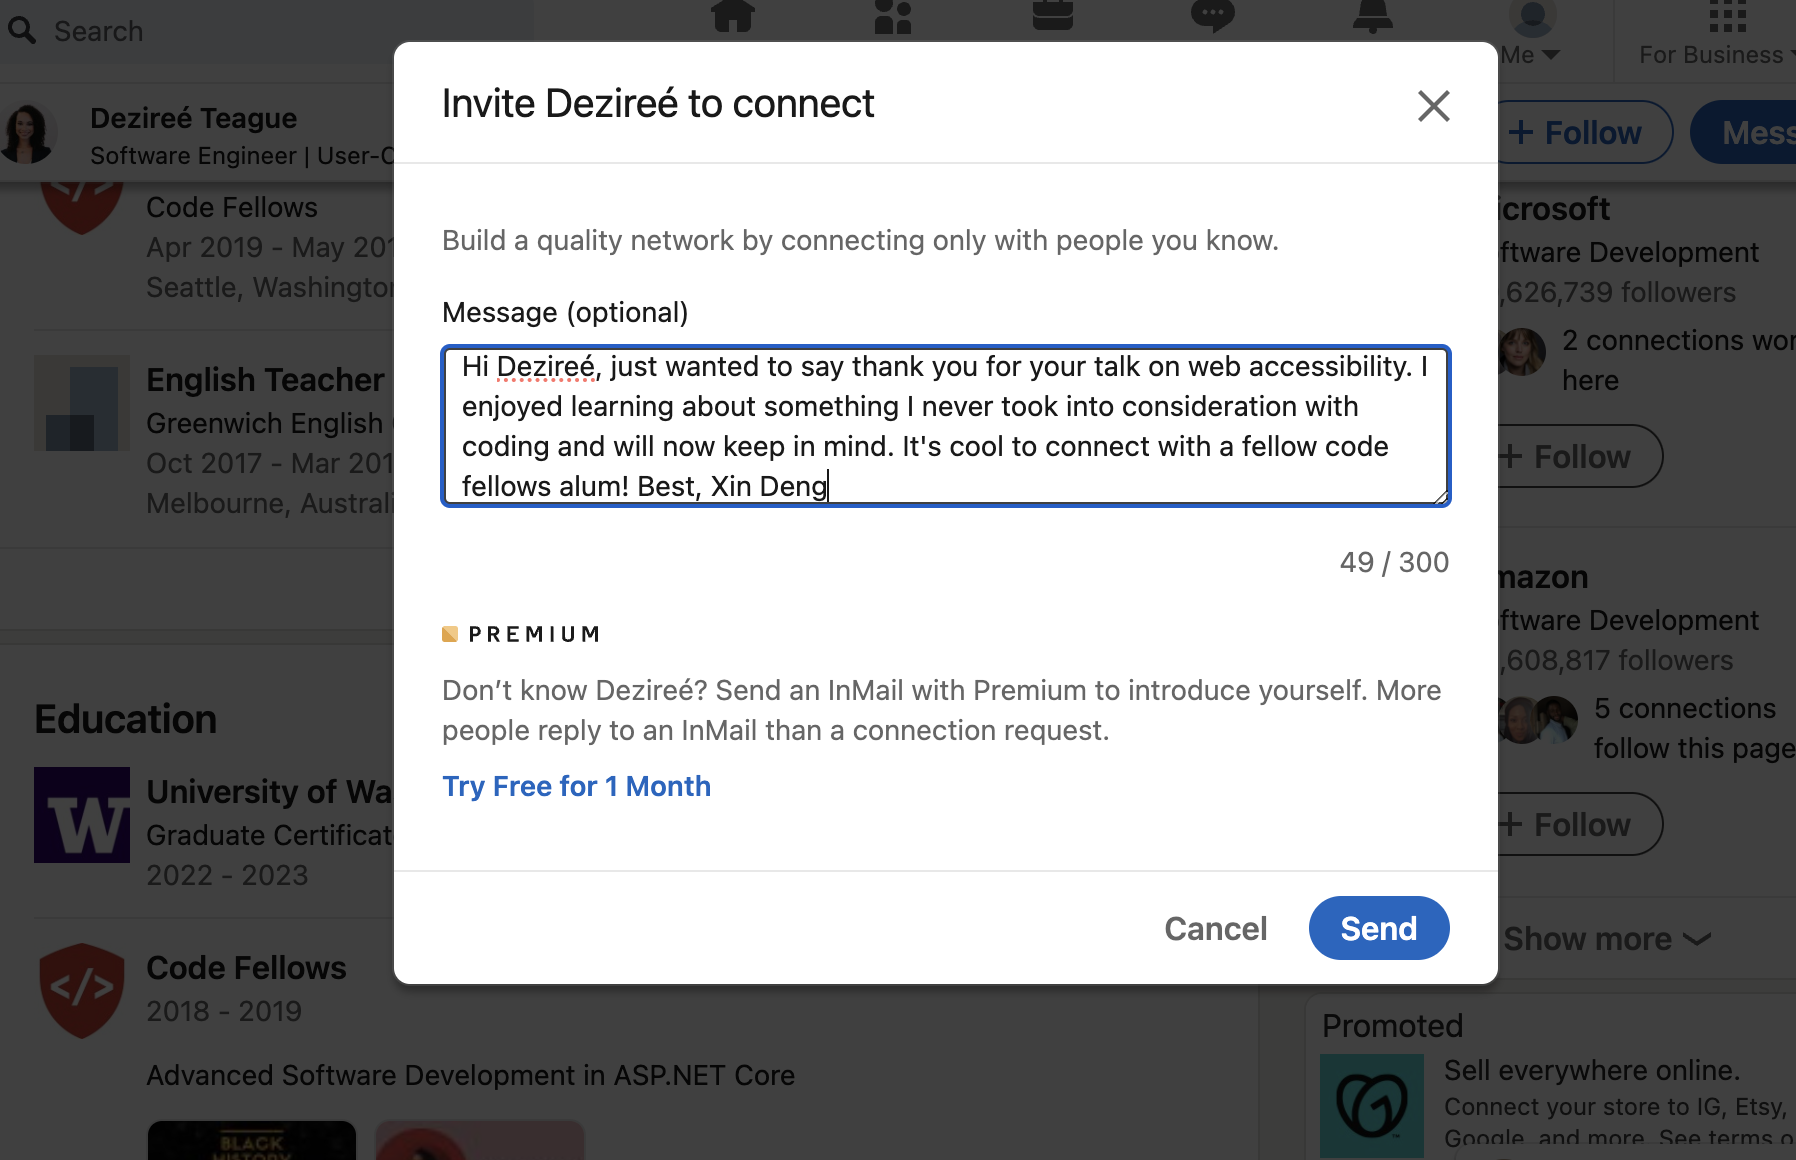 Search
Me
For Business
Dezireé Teague
Software Engineer | User-C
+ Follow
Mess
Code Fellows
Apr 2019 - May 201
Seattle, Washington
English Teacher
Greenwich English
Oct 2017 - Mar 201
Melbourne, Australi
Education
W
University of Wa
Graduate Certificat
2022 - 2023
Code Fellows
2018 - 2019
Advanced Software Development in ASP.NET Core
BLACK
HISTORY
Invite Dezireé to connect
Build a quality network by connecting only with people you know.
Message (optional)
Hi Dezireé, just wanted to say thank you for your talk on web accessibility. I
enjoyed learning about something I never took into consideration with
coding and will now keep in mind. It's cool to connect with a fellow code
fellows alum! Best, Xin Deng
49 / 300
PREMIUM
Don’t know Dezireé? Send an InMail with Premium to introduce yourself. More
people reply to an InMail than a connection request.
Try Free for 1 Month
Cancel
Send
icrosoft
ftware Development
,626,739 followers
2 connections wor
here
+ Follow
mazon
ftware Development
,608,817 followers
5 connections
follow this page
+ Follow
Show more
Promoted
Sell everywhere online.
Connect your store to IG, Etsy,
Google, and more. See terms o